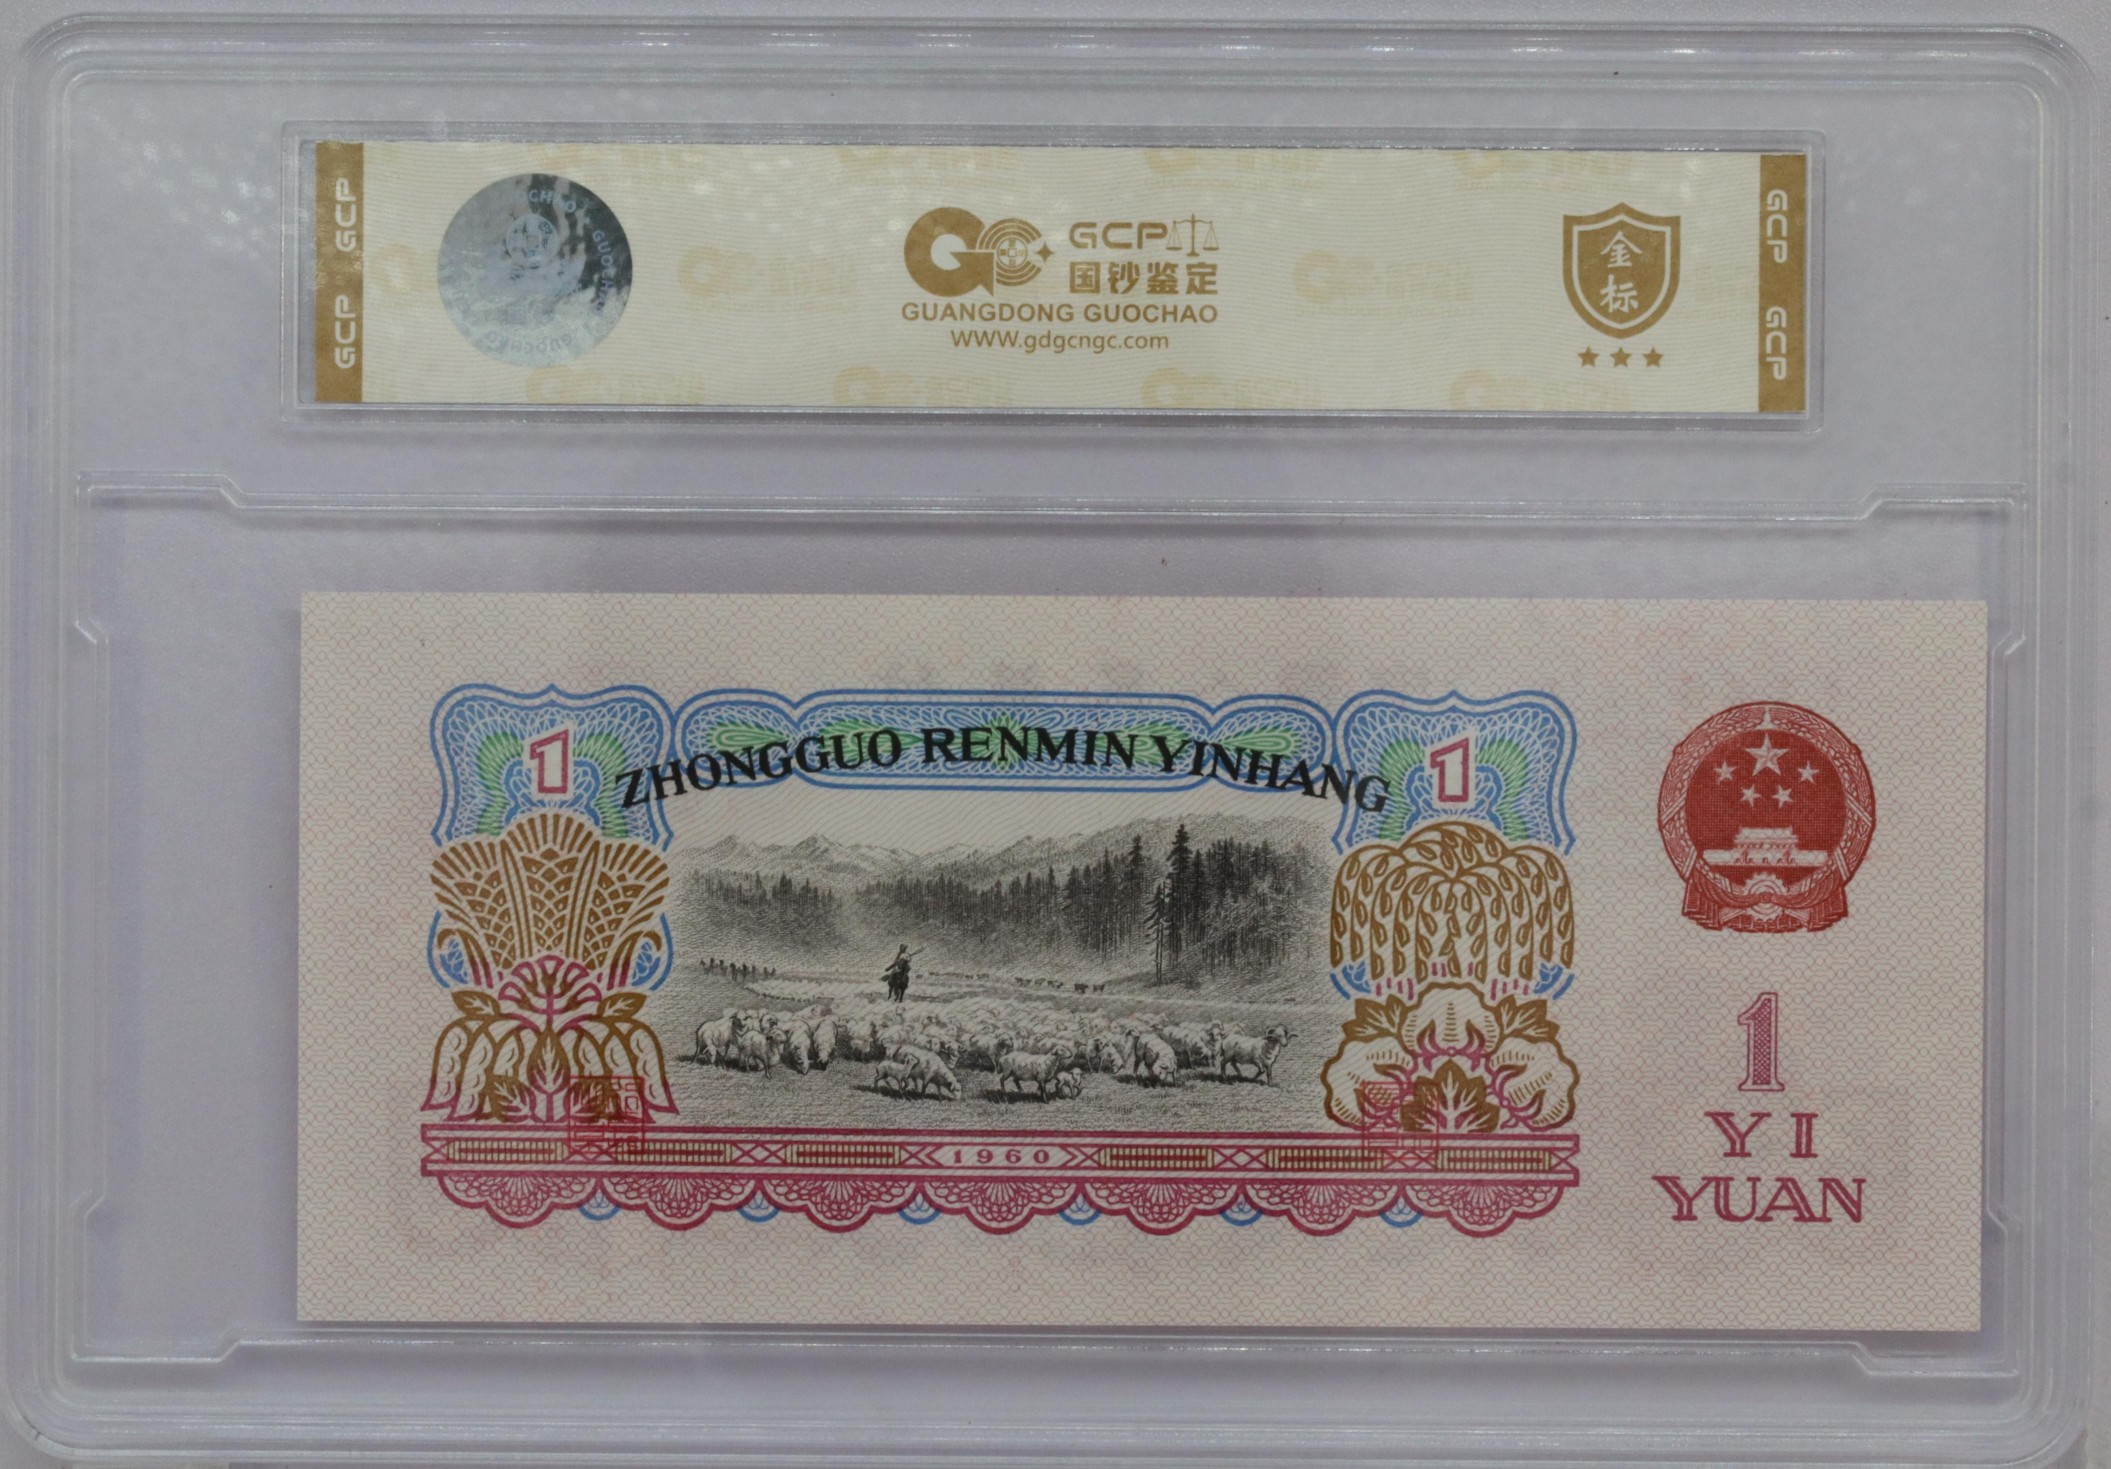 GCP GCP
GCP
国钞鉴定
GUANGDONG GUOCHAO
WWW.gdgcngc.com
金标
GCP GCP
1
ZHONGGUO RENMIN YINHANG
1
1960
1
YI
YUAN